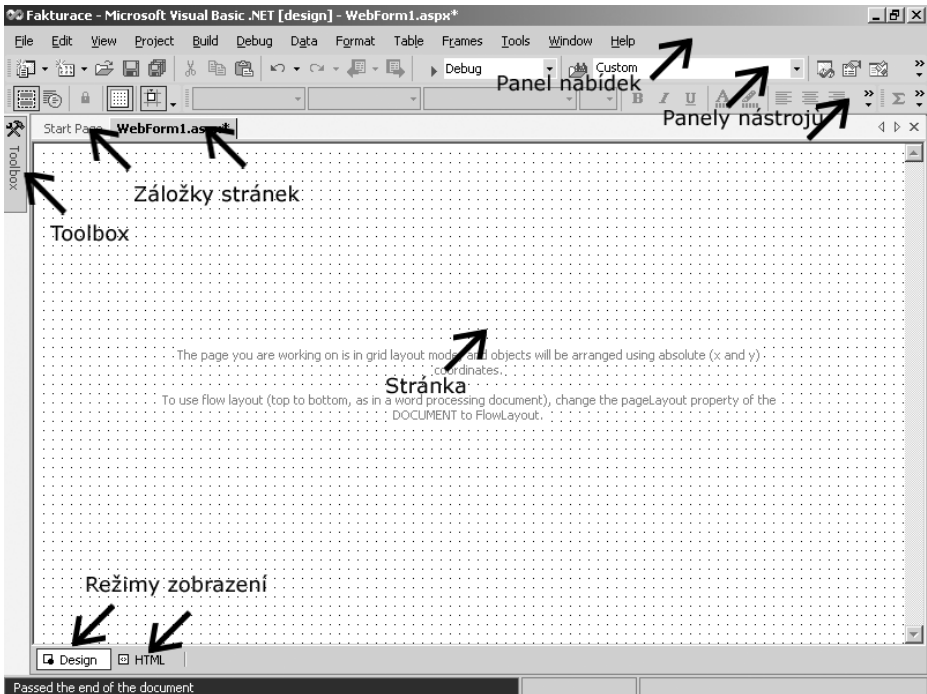 Fakturace - Microsoft Visual Basic .NET [design] - WebForm1.aspx*
File Edit View Project Build Debug Data Format Table Frames Tools Window Help
Debug Custom
Panel nabídek
B I U A
Panely nástrojů
Start Page WebForm1.aspx*
Toolbox
Záložky stránek
Toolbox
The page you are working on is in grid layout mode, and objects will be arranged using absolute (x and y)
coordinates.
Stránka
To use flow layout (top to bottom, as in a word processing document), change the pageLayout property of the
DOCUMENT to FlowLayout.
Režimy zobrazení
Design HTML
Passed the end of the document